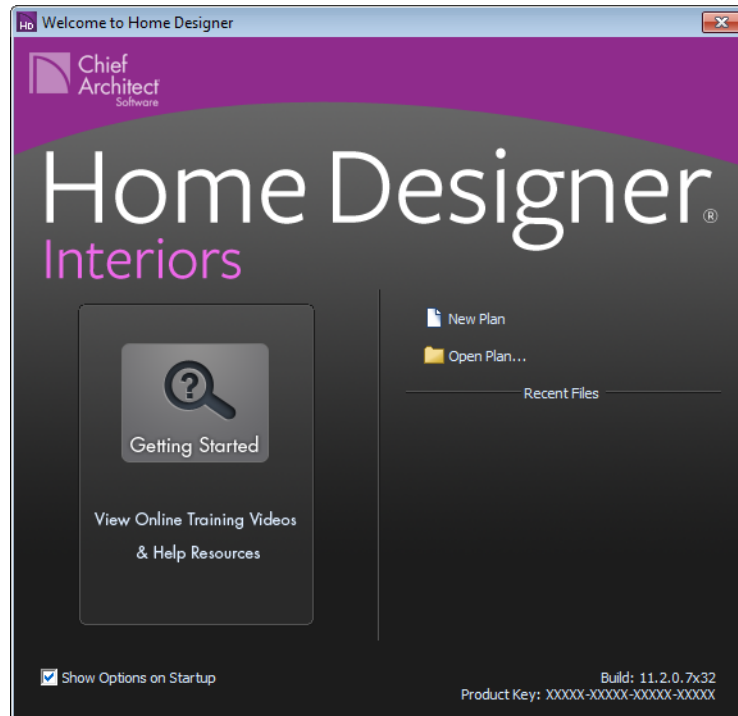 HD Welcome to Home Designer
Chief
Architect
Software
Home Designer®
Interiors
Getting Started
View Online Training Videos
& Help Resources
New Plan
Open Plan...
Recent Files
Show Options on Startup
Build: 11.2.0.7x32
Product Key: XXXXX-XXXXX-XXXXX-XXXXX